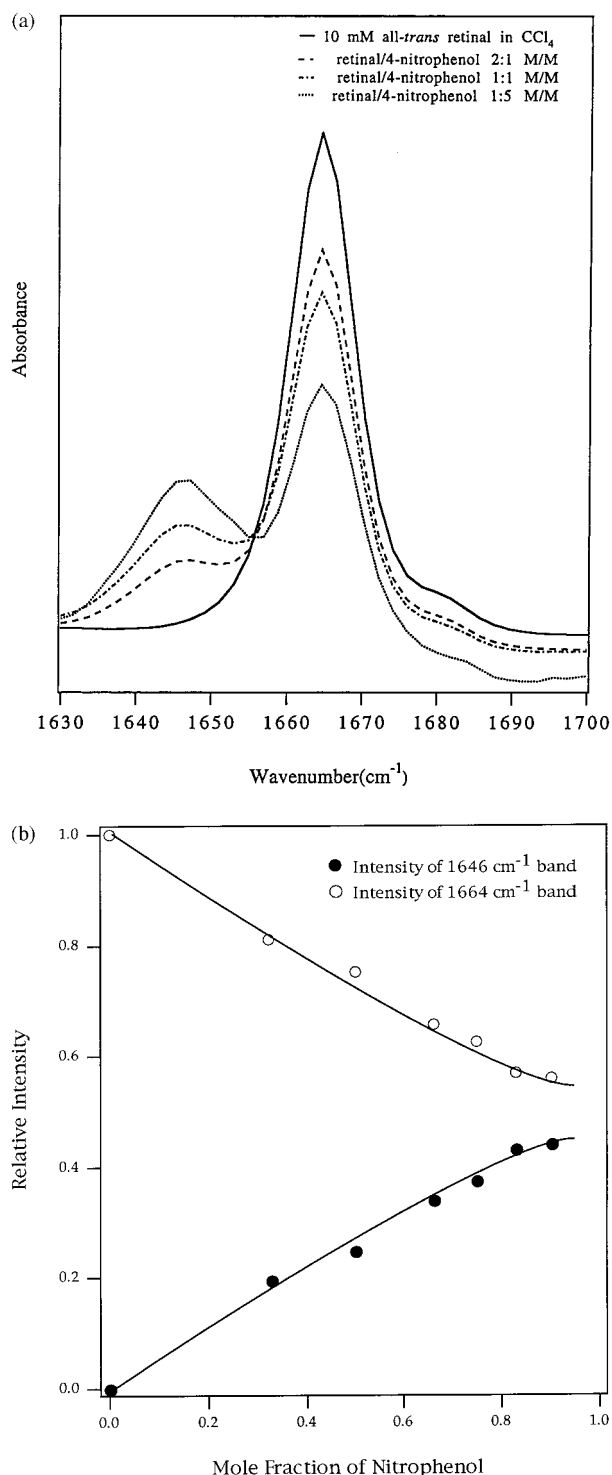 (a)
10 mM all-trans retinal in CCl4
retinal/4-nitrophenol 2:1 M/M
retinal/4-nitrophenol 1:1 M/M
retinal/4-nitrophenol 1:5 M/M
Absorbance
1630 1640 1650 1660 1670 1680 1690 1700
Wavenumber(cm-1)
(b)
1.0
0.8
0.6
0.4
0.2
0.0
Intensity of 1646 cm-1 band
Intensity of 1664 cm-1 band
Relative Intensity
0.0 0.2 0.4 0.6 0.8 1.0
Mole Fraction of Nitrophenol